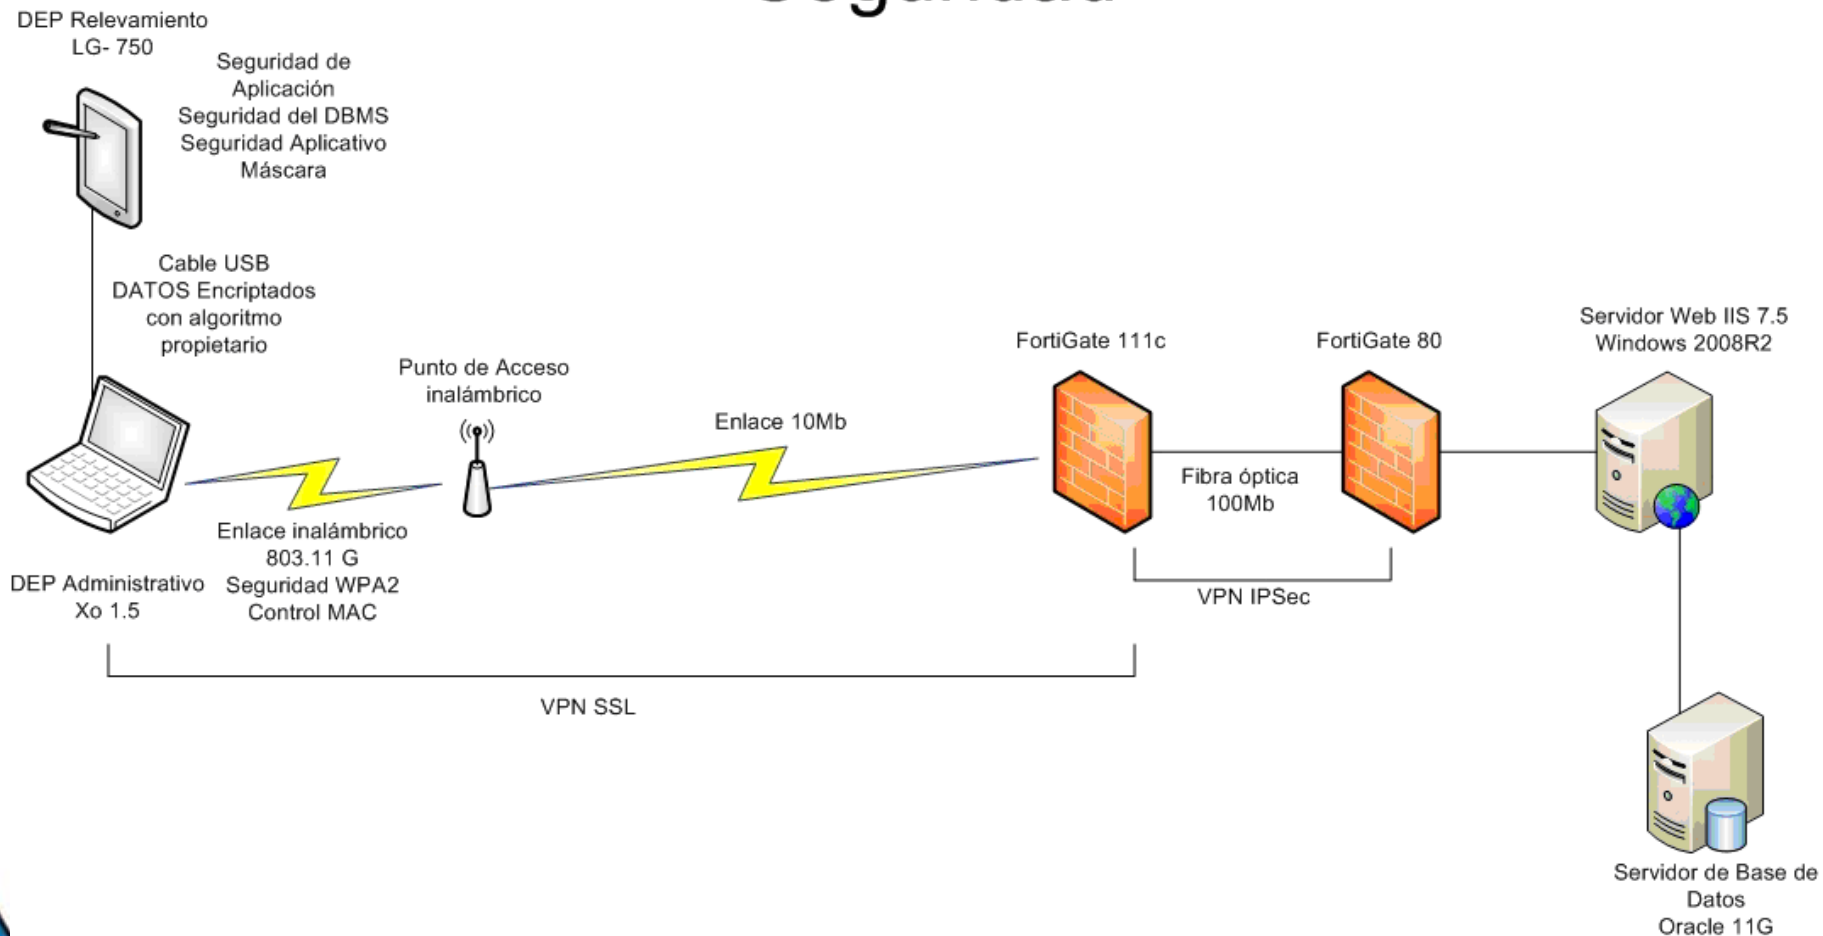 Seguridad
DEP Relevamiento
LG- 750
Seguridad de
Aplicación
Seguridad del DBMS
Seguridad Aplicativo
Máscara
Cable USB
DATOS Encriptados
con algoritmo
propietario
Punto de Acceso
inalámbrico
Enlace 10Mb
FortiGate 111c
FortiGate 80
Servidor Web IIS 7.5
Windows 2008R2
Fibra óptica
100Mb
Enlace inalámbrico
803.11 G
Seguridad WPA2
Control MAC
DEP Administrativo
Xo 1.5
VPN IPSec
VPN SSL
Servidor de Base de
Datos
Oracle 11G